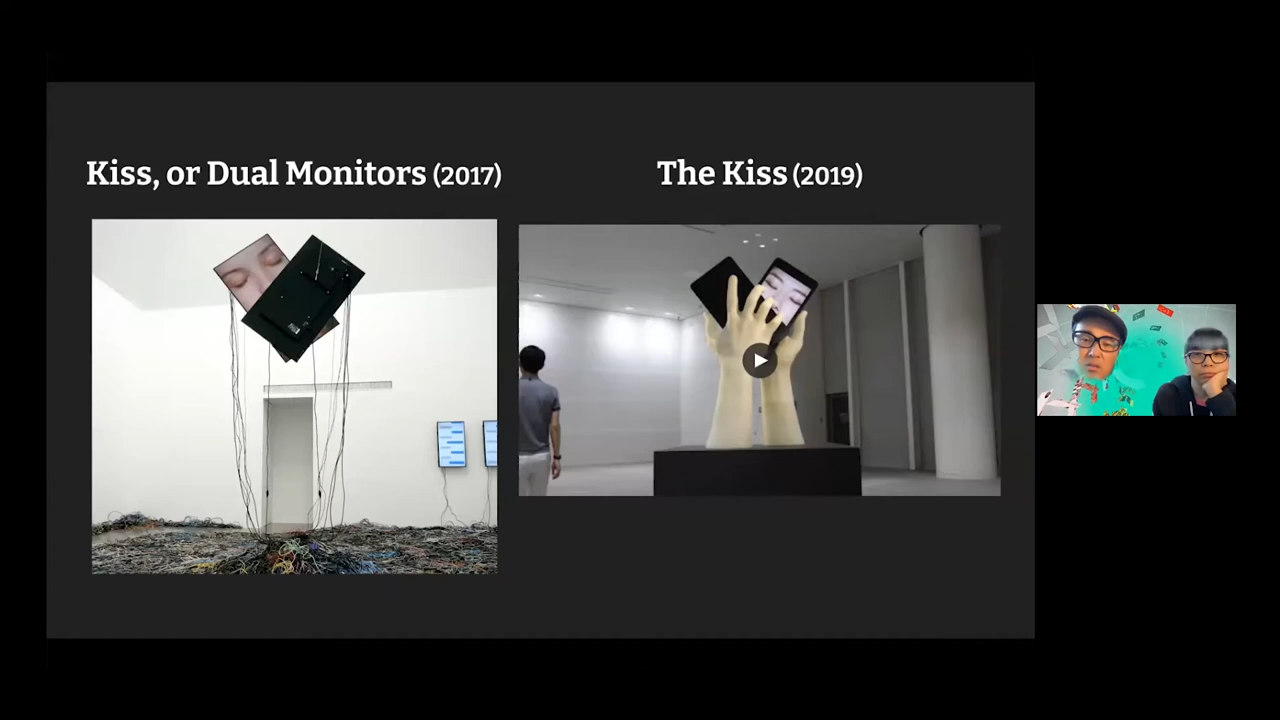 Kiss, or Dual Monitors (2017)
The Kiss (2019)